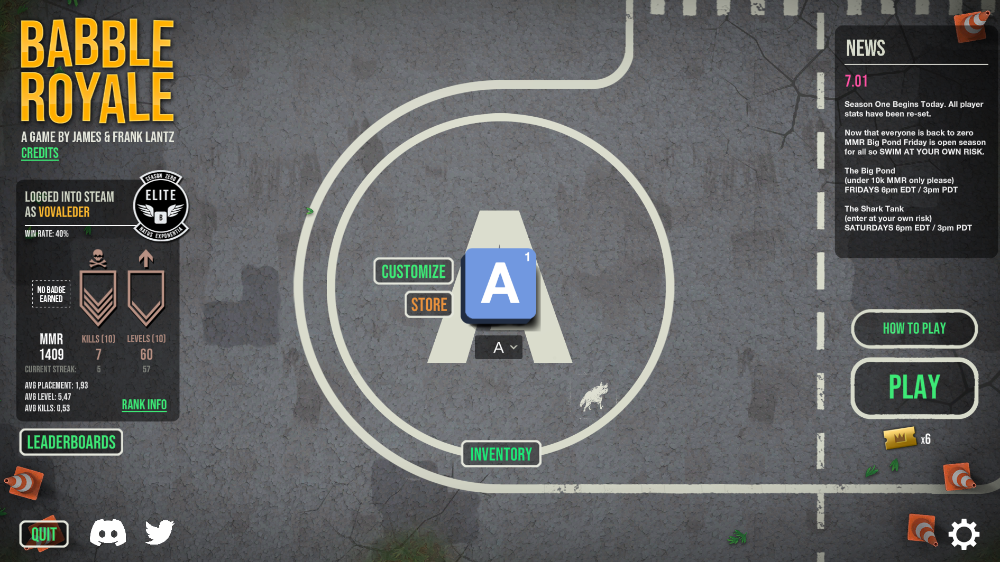 BABBLE
ROYALE
A GAME BY JAMES & FRANK LANTZ
CREDITS
SEASON ZERO
ELITE
B
NATUS EXPONENTIA
LOGGED INTO STEAM
AS VOVALEDER
WIN RATE: 40%
NO BADGE
EARNED
MMR
1409
KILLS (10)
7
LEVELS (10)
60
CURRENT STREAK:
5
57
AVG PLACEMENT: 1,93
AVG LEVEL: 5,47
AVG KILLS: 0,53
RANK INFO
LEADERBOARDS
QUIT
A
CUSTOMIZE
STORE
A
1
A
INVENTORY
NEWS
7.01
Season One Begins Today. All player
stats have been re-set.
Now that everyone is back to zero
MMR Big Pond Friday is open season
for all so SWIM AT YOUR OWN RISK.
The Big Pond
(under 10k MMR only please)
FRIDAYS 6pm EDT / 3pm PDT
The Shark Tank
(enter at your own risk)
SATURDAYS 6pm EDT / 3pm PDT
HOW TO PLAY
PLAY
x6